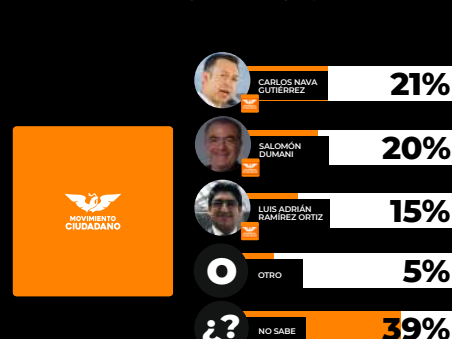 CARLOS NAVA
GUTIÉRREZ
21%
SALOMÓN
DUMANI
20%
MOVIMIENTO
CIUDADANO
LUIS ADRIÁN
RAMÍREZ ORTIZ
15%
O
OTRO
5%
¿?
NO SABE
39%